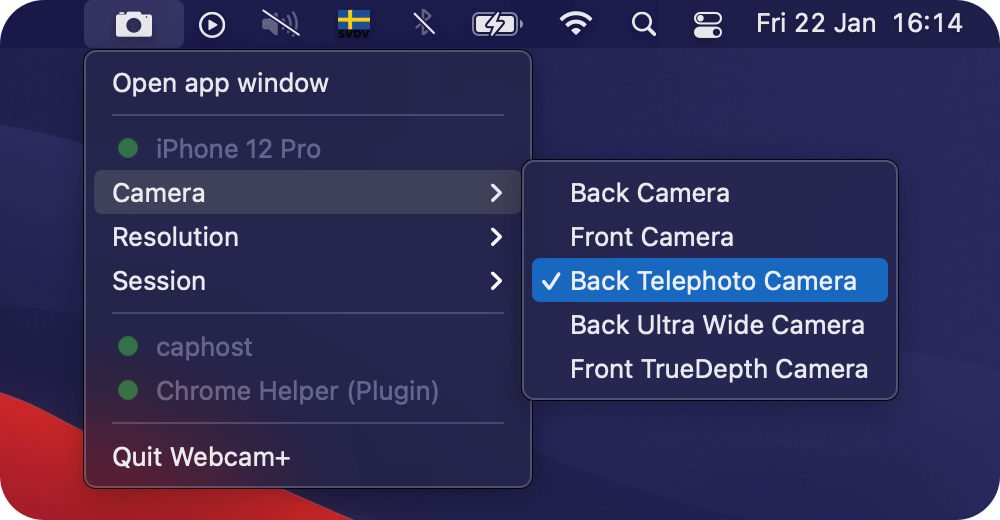 SVDV
Fri 22 Jan 16:14
Open app window
iPhone 12 Pro
Camera
Resolution
Session
caphost
Chrome Helper (Plugin)
Quit Webcam+
Back Camera
Front Camera
Back Telephoto Camera
Back Ultra Wide Camera
Front TrueDepth Camera